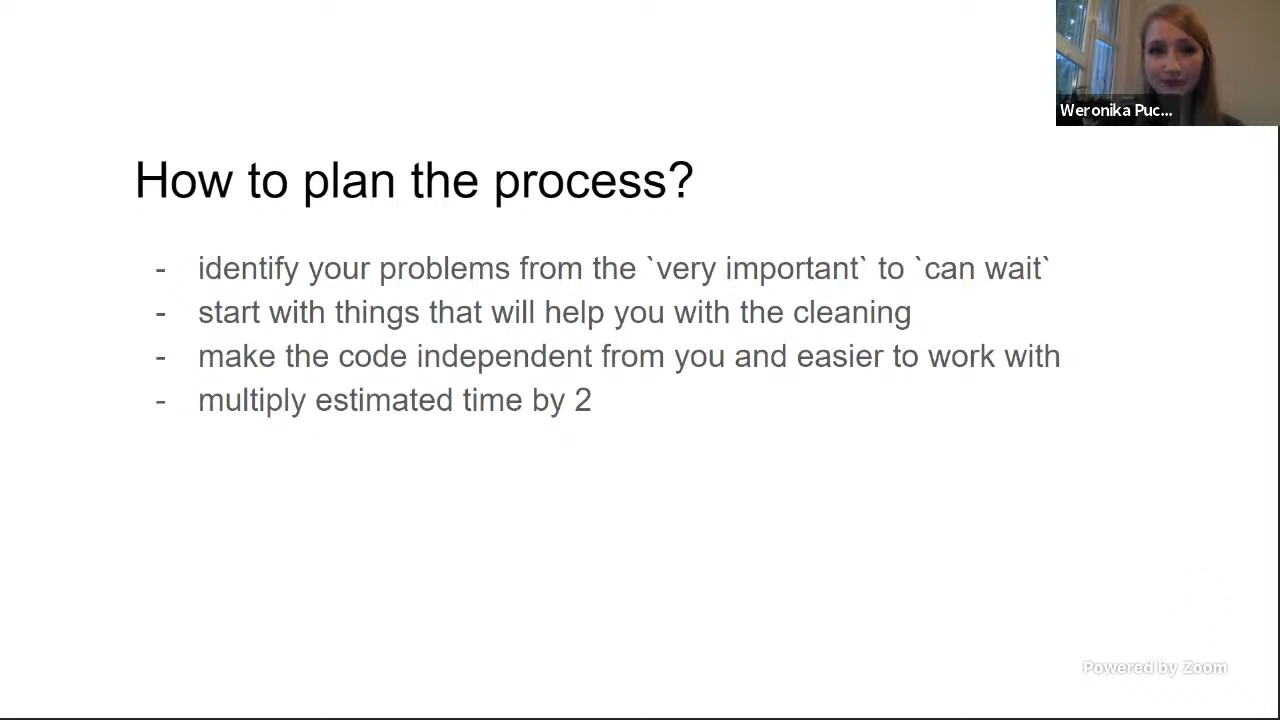 Weronika Puc...
How to plan the process?
- identify your problems from the `very important` to `can wait`
- start with things that will help you with the cleaning
- make the code independent from you and easier to work with
- multiply estimated time by 2
Powered by Zoom